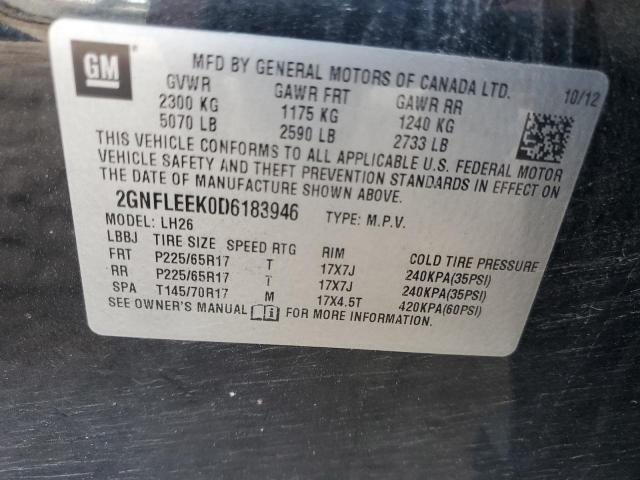 GM
MFD BY GENERAL MOTORS OF CANADA LTD.
10/12
GVWR GAWR FRT GAWR RR
2300 KG 1175 KG 1240 KG
5070 LB 2590 LB 2733 LB
THIS VEHICLE CONFORMS TO ALL APPLICABLE U.S. FEDERAL MOTOR
VEHICLE SAFETY AND THEFT PREVENTION STANDARDS IN EFFECT ON
THE DATE OF MANUFACTURE SHOWN ABOVE.
2GNFLEEK0D6183946 TYPE: M.P.V.
MODEL: LH26
LBBJ TIRE SIZE SPEED RTG RIM COLD TIRE PRESSURE
FRT P225/65R17 T 17X7J 240KPA(35PSI)
RR P225/65R17 T 17X7J 240KPA(35PSI)
SPA T145/70R17 M 17X4.5T 420KPA(60PSI)
SEE OWNER'S MANUAL FOR MORE INFORMATION.